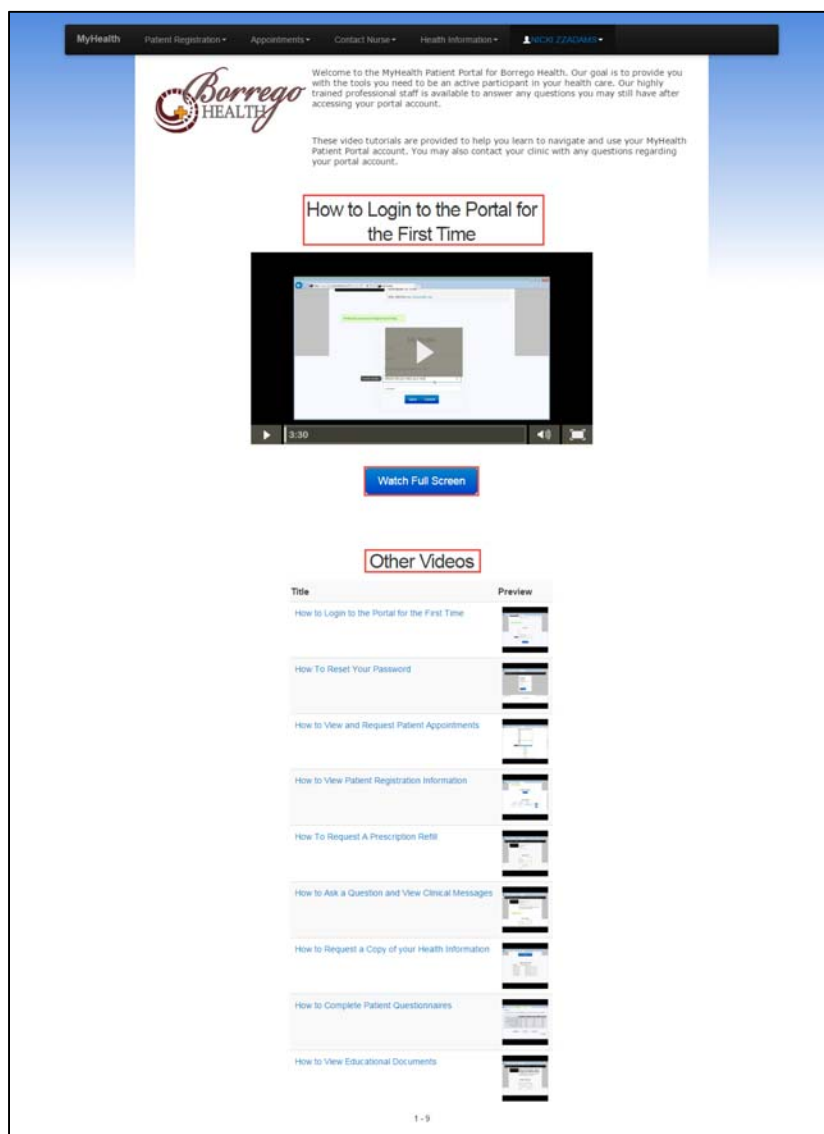 MyHealth Patient Registration Appointments Contact Nurse Health Information NICKI ZZADAMS
Borrego
HEALTH
Welcome to the MyHealth Patient Portal for Borrego Health. Our goal is to provide you
with the tools you need to be an active participant in your health care. Our highly
trained professional staff is available to answer any questions you may still have after
accessing your portal account.
These video tutorials are provided to help you learn to navigate and use your MyHealth
Patient Portal account. You may also contact your clinic with any questions regarding
your portal account.
How to Login to the Portal for
the First Time
3:30
Watch Full Screen
Other Videos
Title Preview
How to Login to the Portal for the First Time
How To Reset Your Password
How to View and Request Patient Appointments
How to View Patient Registration Information
How To Request A Prescription Refill
How to Ask a Question and View Clinical Messages
How to Request a Copy of your Health Information
How to Complete Patient Questionnaires
How to View Educational Documents
1 - 9